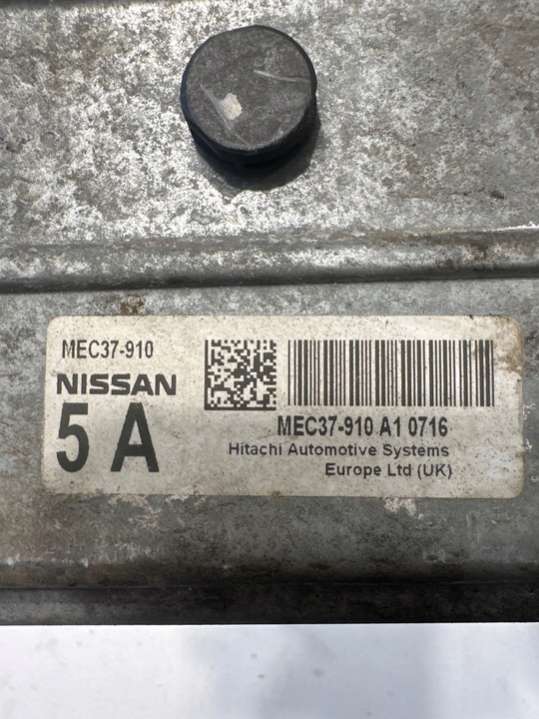 MEC37-910
NISSAN
5 A
MEC37-910 A1 0716
Hitachi Automotive Systems
Europe Ltd (UK)